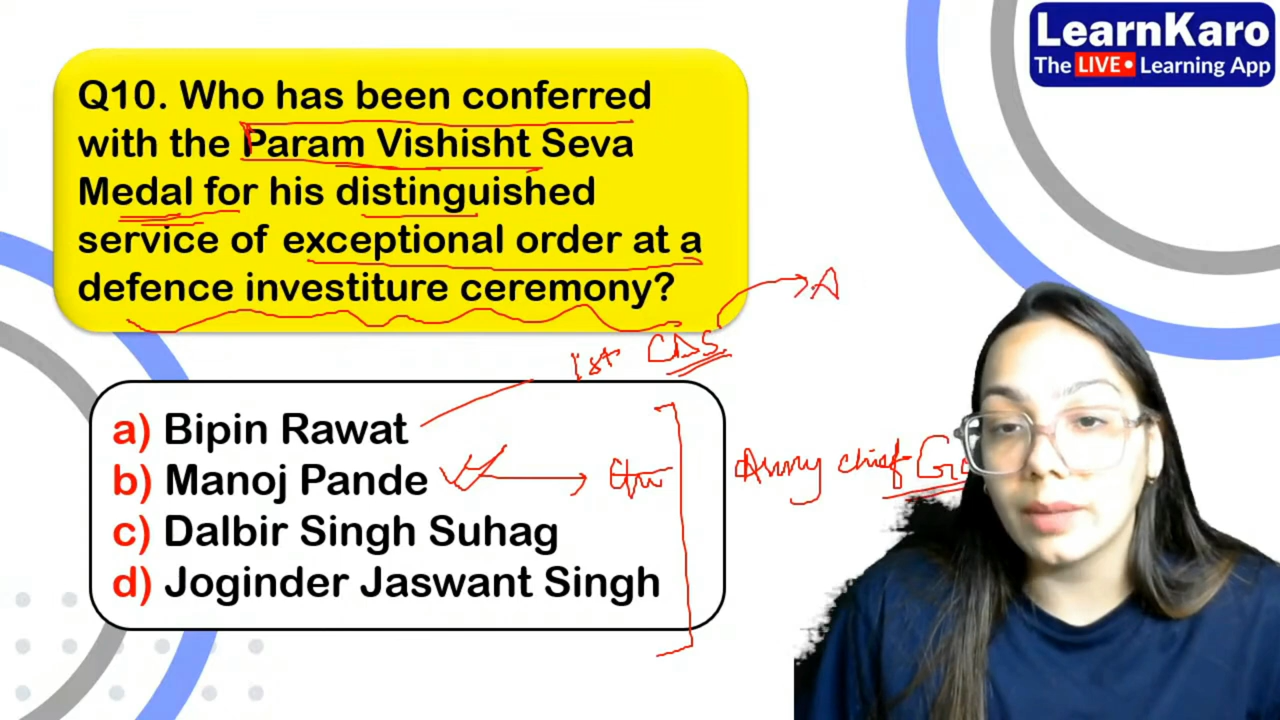 LearnKaro
The LIVE• Learning App
Q10. Who has been conferred
with the Param Vishisht Seva
Medal for his distinguished
service of exceptional order at a
defence investiture ceremony?
A
1st CDS
a) Bipin Rawat
b) Manoj Pande
Army chief
c) Dalbir Singh Suhag
d) Joginder Jaswant Singh